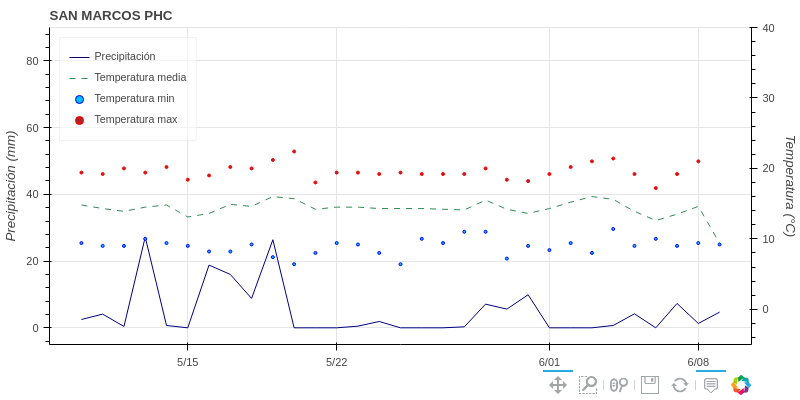 SAN MARCOS PHC
Precipitación
Temperatura media
Temperatura min
Temperatura max
Precipitación (mm)
80
60
40
20
0
Temperatura (°C)
40
30
20
10
0
5/15
5/22
6/01
6/08